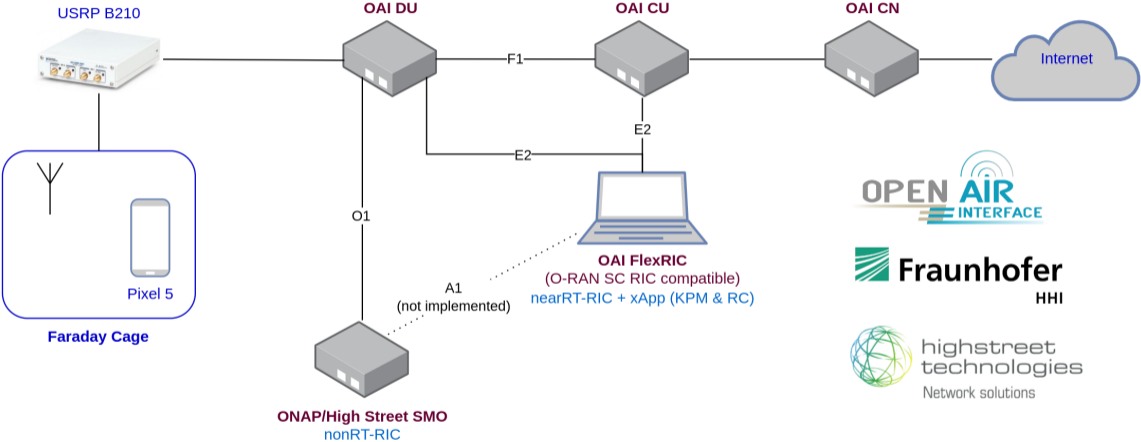 USRP B210
OAI DU
OAI CU
OAI CN
F1
Internet
E2
E2
O1
OPEN AIR
INTERFACE
Pixel 5
Faraday Cage
OAI FlexRIC
(O-RAN SC RIC compatible)
nearRT-RIC + xApp (KPM & RC)
A1
(not implemented)
Fraunhofer
HHI
highstreet
technologies
Network solutions
ONAP/High Street SMO
nonRT-RIC